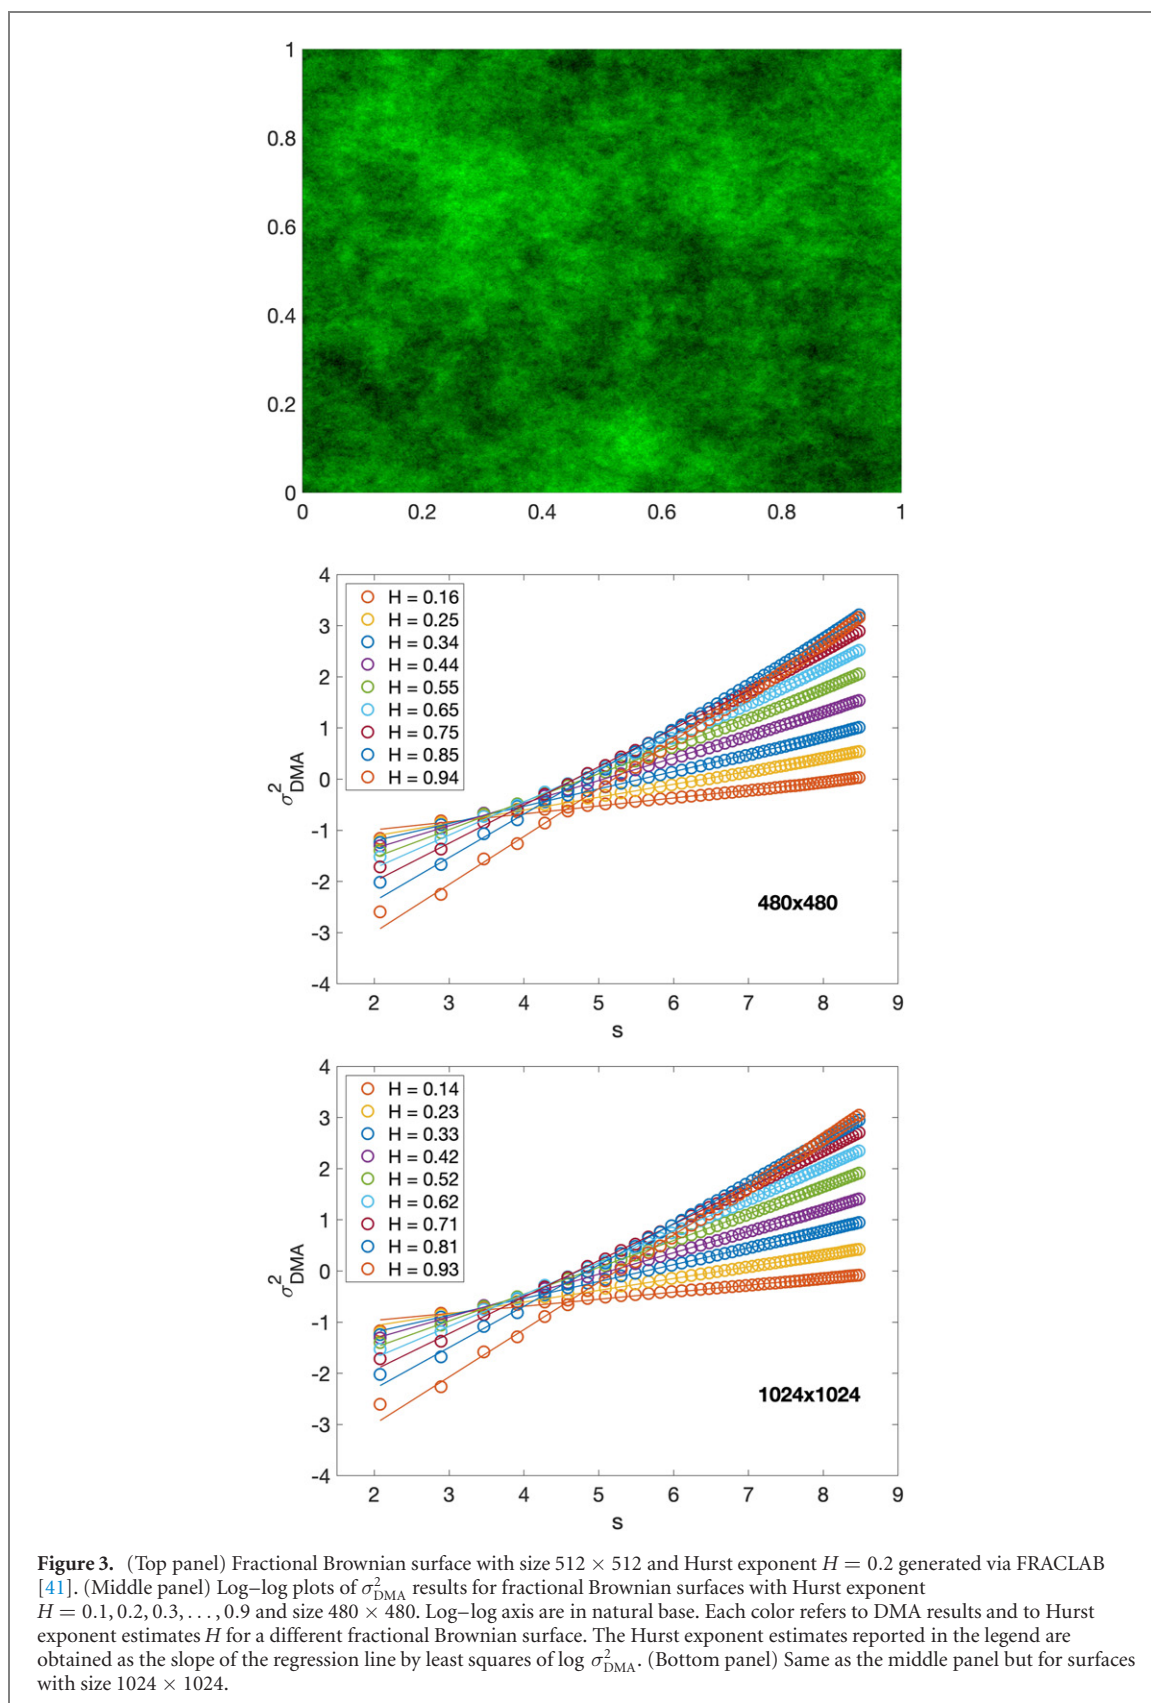 1
0.8
0.6
0.4
0.2
0
0 0.2 0.4 0.6 0.8 1
4
3
2
1
0
-1
-2
-3
-4
σ²DMA
H = 0.16
H = 0.25
H = 0.34
H = 0.44
H = 0.55
H = 0.65
H = 0.75
H = 0.85
H = 0.94
480x480
2 3 4 5 6 7 8 9
s
4
3
2
1
0
-1
-2
-3
-4
σ²DMA
H = 0.14
H = 0.23
H = 0.33
H = 0.42
H = 0.52
H = 0.62
H = 0.71
H = 0.81
H = 0.93
1024x1024
2 3 4 5 6 7 8 9
s
Figure 3. (Top panel) Fractional Brownian surface with size 512 × 512 and Hurst exponent H = 0.2 generated via FRACLAB
[41]. (Middle panel) Log–log plots of σ²DMA results for fractional Brownian surfaces with Hurst exponent
H = 0.1, 0.2, 0.3, . . . , 0.9 and size 480 × 480. Log–log axis are in natural base. Each color refers to DMA results and to Hurst
exponent estimates H for a different fractional Brownian surface. The Hurst exponent estimates reported in the legend are
obtained as the slope of the regression line by least squares of log σ²DMA. (Bottom panel) Same as the middle panel but for surfaces
with size 1024 × 1024.